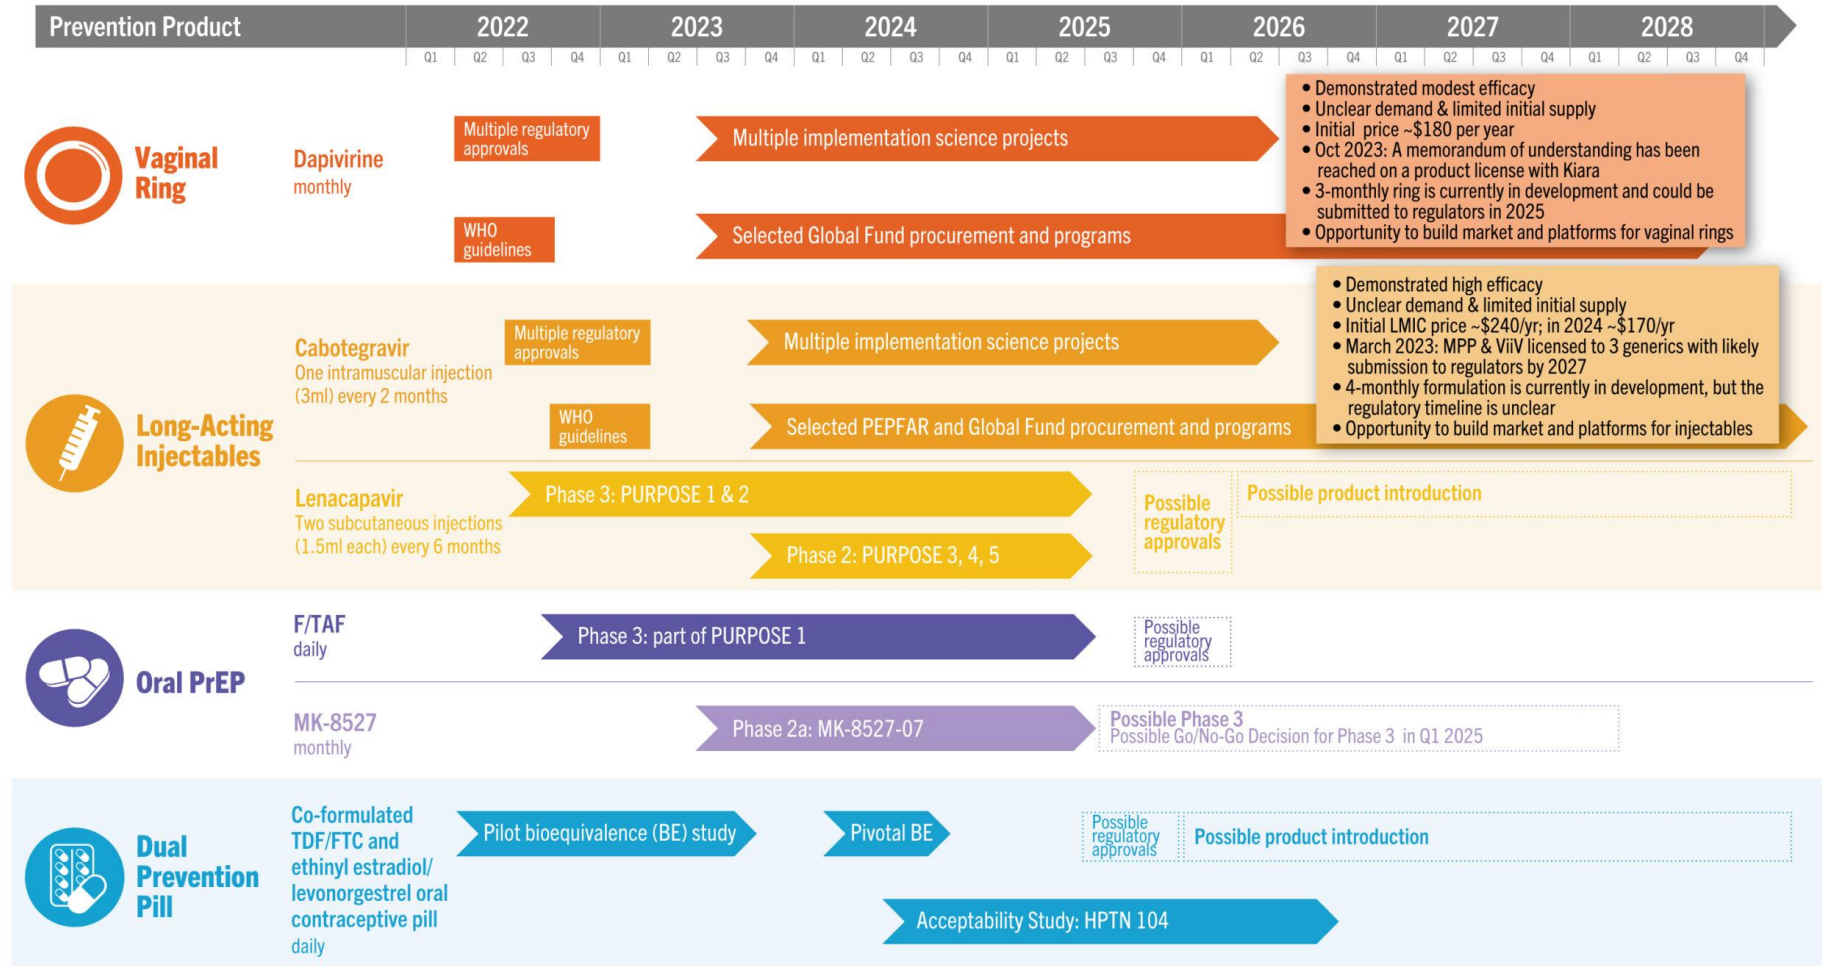 Prevention Product
2022
2023
2024
2025
2026
2027
2028
Q1 Q2 Q3 Q4 Q1 Q2 Q3 Q4 Q1 Q2 Q3 Q4 Q1 Q2 Q3 Q4 Q1 Q2 Q3 Q4 Q1 Q2 Q3 Q4 Q1 Q2 Q3 Q4
Vaginal
Ring
Dapivirine
monthly
Multiple regulatory
approvals
Multiple implementation science projects
WHO
guidelines
Selected Global Fund procurement and programs
• Demonstrated modest efficacy
• Unclear demand & limited initial supply
• Initial price ~$180 per year
• Oct 2023: A memorandum of understanding has been
reached on a product license with Kiara
• 3-monthly ring is currently in development and could be
submitted to regulators in 2025
• Opportunity to build market and platforms for vaginal rings
Long-Acting
Injectables
Cabotegravir
One intramuscular injection
(3ml) every 2 months
Multiple regulatory
approvals
Multiple implementation science projects
WHO
guidelines
Selected PEPFAR and Global Fund procurement and programs
• Demonstrated high efficacy
• Unclear demand & limited initial supply
• Initial LMIC price ~$240/yr; in 2024 ~$170/yr
• March 2023: MPP & ViiV licensed to 3 generics with likely
submission to regulators by 2027
• 4-monthly formulation is currently in development, but the
regulatory timeline is unclear
• Opportunity to build market and platforms for injectables
Lenacapavir
Two subcutaneous injections
(1.5ml each) every 6 months
Phase 3: PURPOSE 1 & 2
Phase 2: PURPOSE 3, 4, 5
Possible
regulatory
approvals
Possible product introduction
Oral PrEP
F/TAF
daily
Phase 3: part of PURPOSE 1
Possible
regulatory
approvals
MK-8527
monthly
Phase 2a: MK-8527-07
Possible Phase 3
Possible Go/No-Go Decision for Phase 3 in Q1 2025
Dual
Prevention
Pill
Co-formulated
TDF/FTC and
ethinyl estradiol/
levonorgestrel oral
contraceptive pill
daily
Pilot bioequivalence (BE) study
Pivotal BE
Possible
regulatory
approvals
Possible product introduction
Acceptability Study: HPTN 104